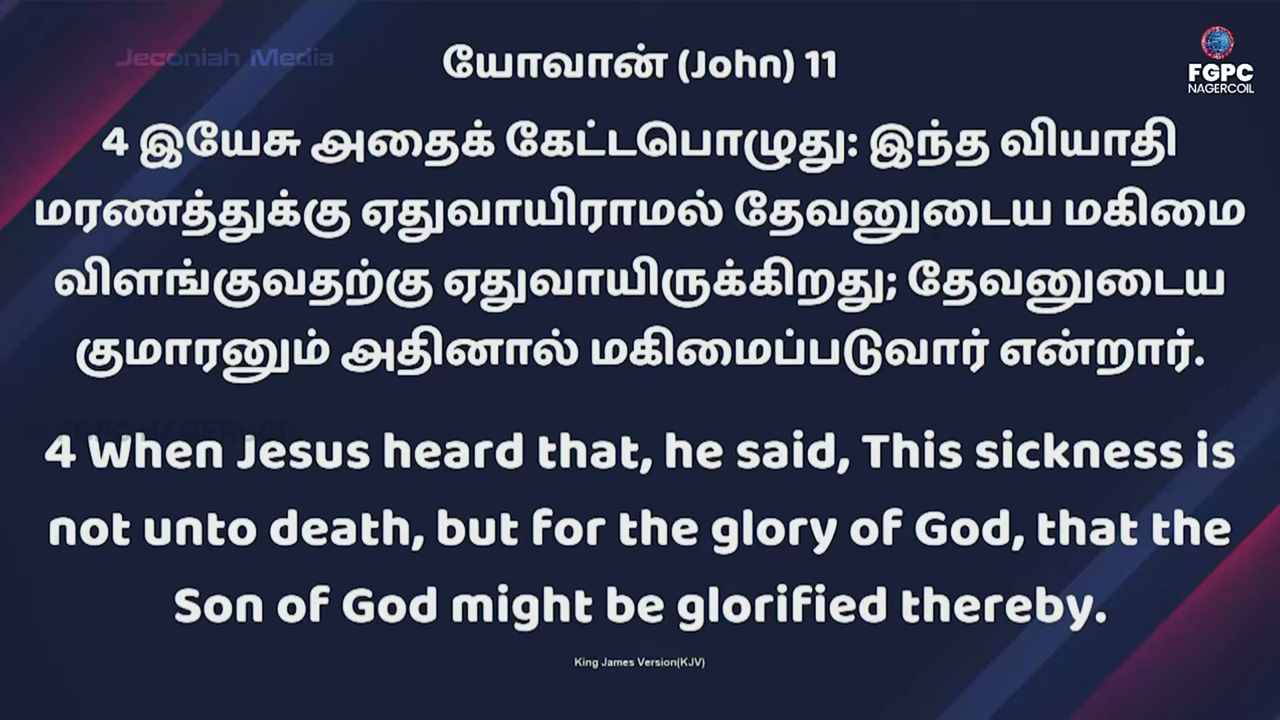 Jeconiah Media
யோவான் (John) 11
FGPC
NAGERCOIL
4 இயேசு அதைக் கேட்டபொழுது: இந்த வியாதி
மரணத்துக்கு ஏதுவாயிராமல் தேவனுடைய மகிமை
விளங்குவதற்கு ஏதுவாயிருக்கிறது; தேவனுடைய
குமாரனும் அதினால் மகிமைப்படுவார் என்றார்.
4 When Jesus heard that, he said, This sickness is
not unto death, but for the glory of God, that the
Son of God might be glorified thereby.
King James Version(KJV)